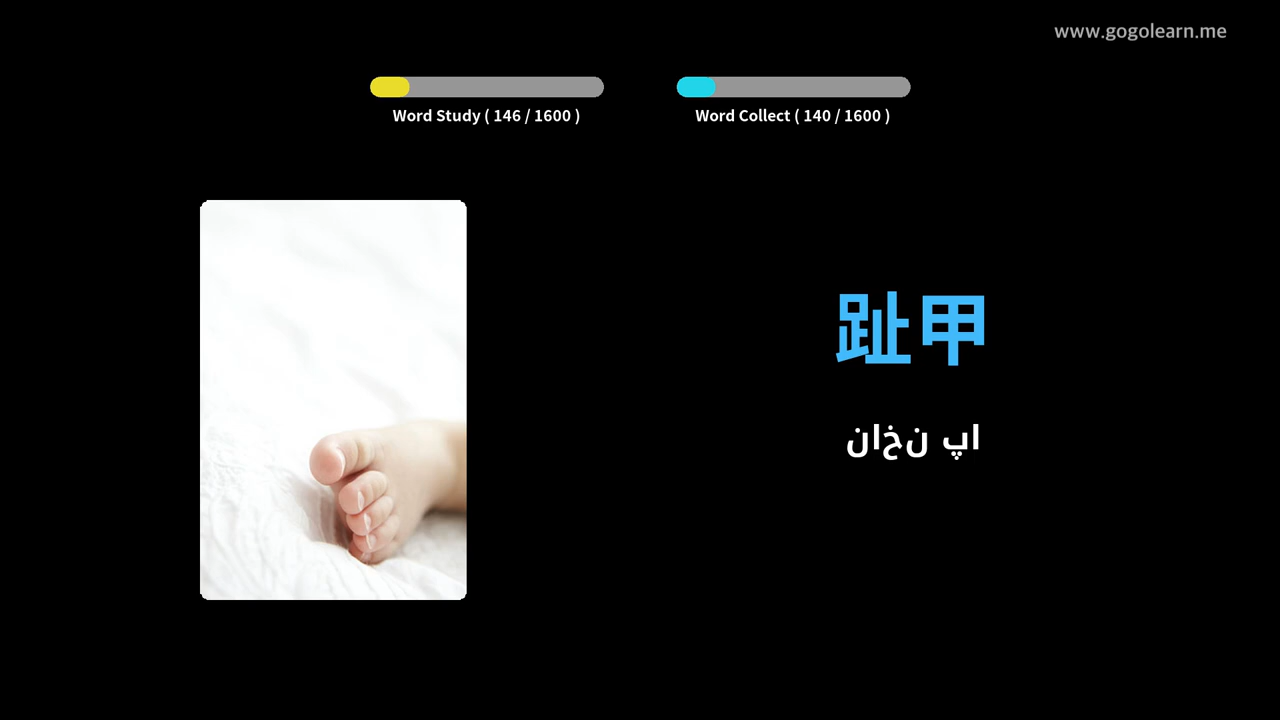 www.gogolearn.me
Word Study ( 146 / 1600 )
Word Collect ( 140 / 1600 )
趾甲
اپ نخان